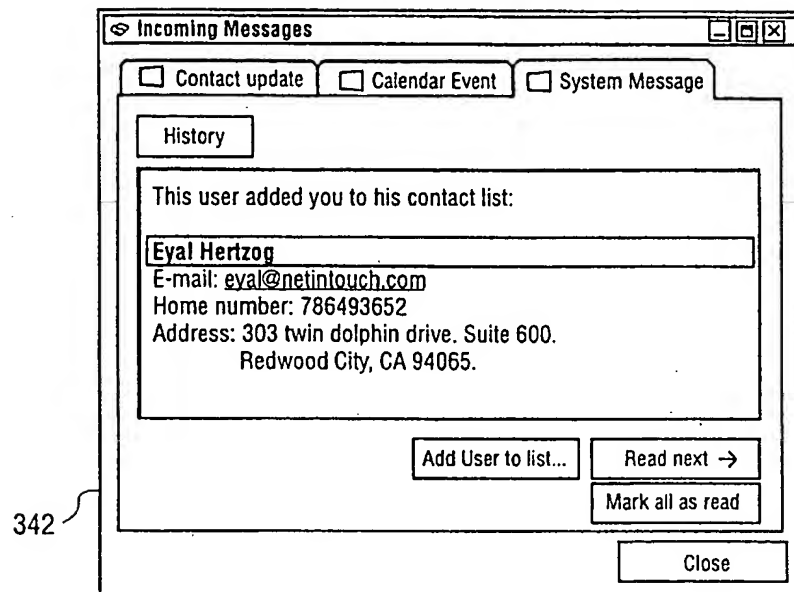 Incoming Messages
Contact update Calendar Event System Message
History
This user added you to his contact list:
Eyal Hertzog
E-mail: eyal@netintouch.com
Home number: 786493652
Address: 303 twin dolphin drive. Suite 600.
Redwood City, CA 94065.
Add User to list... Read next →
Mark all as read
342
Close